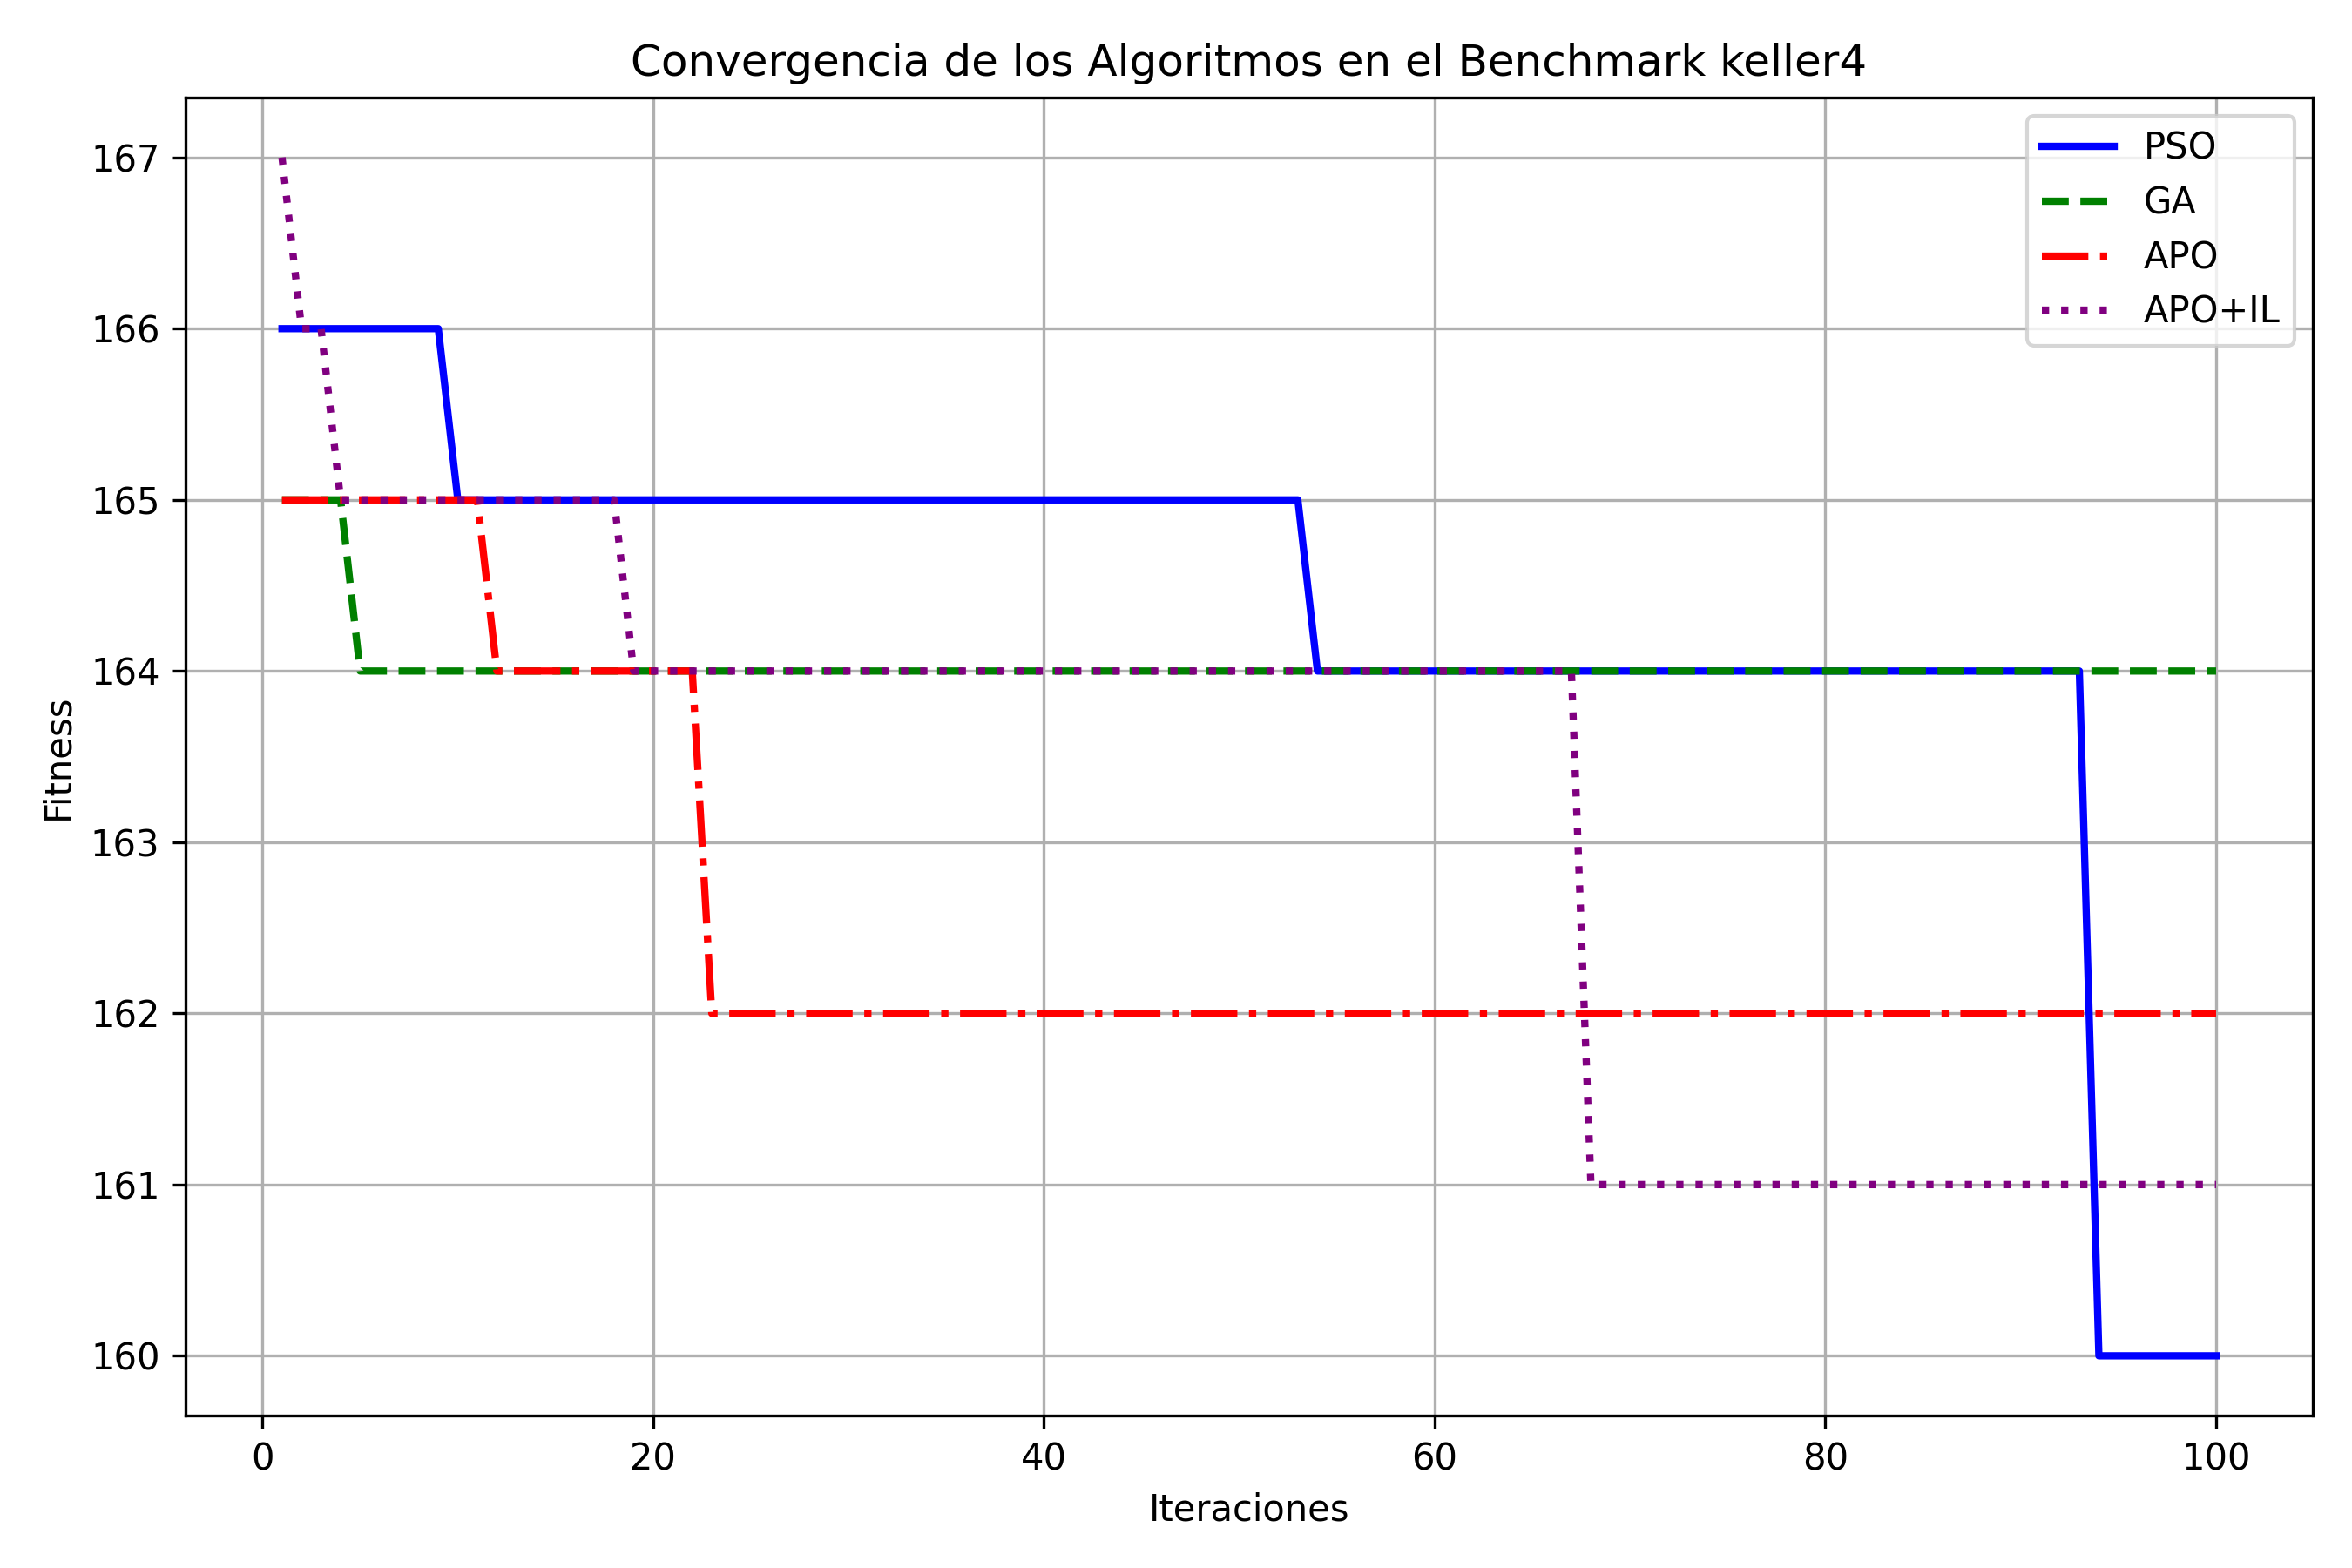 Convergencia de los Algoritmos en el Benchmark keller4
PSO
GA
APO
APO+IL
167
166
165
164
163
162
161
160
Fitness
0 20 40 60 80 100
Iteraciones